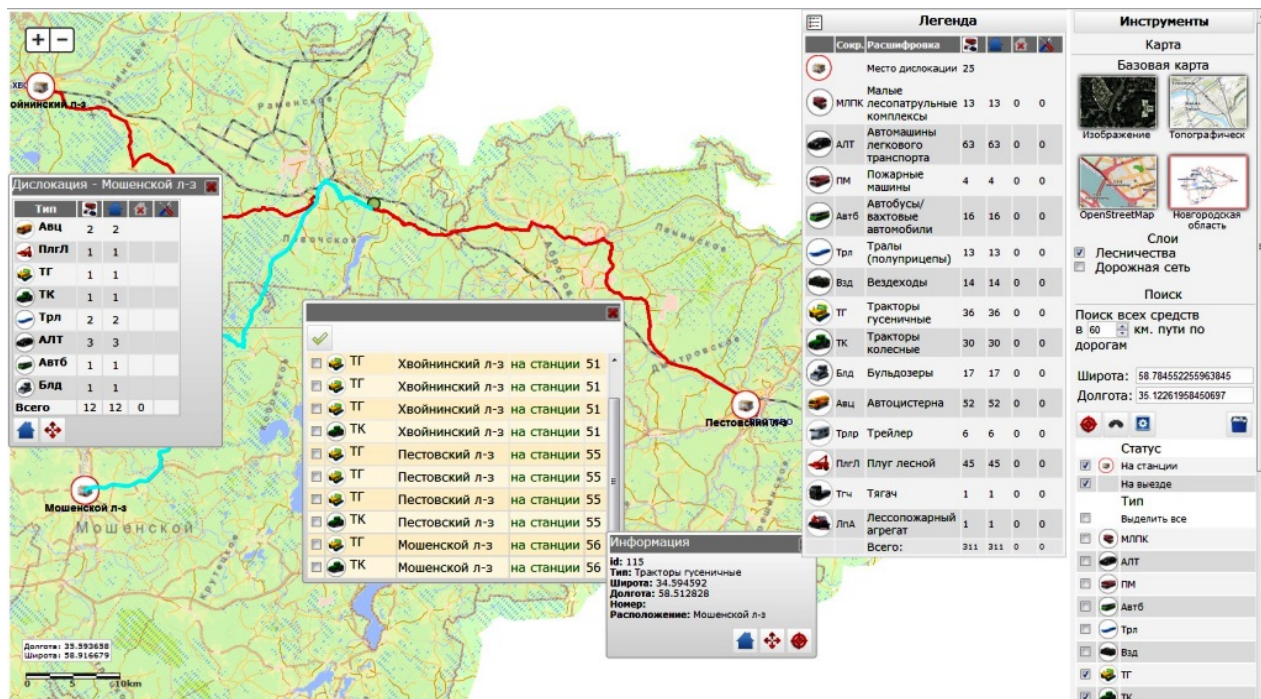 + −
ХВО
ойнинский л-з
Раменское
Дислокация - Мошенской л-з
Тип
Авц 2 2
ПлгЛ 1 1
ТГ 1 1
ТК 1 1
Трл 2 2
АЛТ 3 3
Автб 1 1
Блд 1 1
Всего 12 12 0
ТГ Хвойнинский л-з на станции 51
ТГ Хвойнинский л-з на станции 51
ТГ Хвойнинский л-з на станции 51
ТК Хвойнинский л-з на станции 51
ТГ Пестовский л-з на станции 55
ТГ Пестовский л-з на станции 55
ТГ Пестовский л-з на станции 55
ТК Пестовский л-з на станции 55
ТГ Мошенской л-з на станции 56
ТК Мошенской л-з на станции 56
Пестовский л-з
Мошенской л-з
Мошенской
Информация
id: 115
Тип: Тракторы гусеничные
Широта: 34.594592
Долгота: 58.512828
Номер:
Расположение: Мошенской л-з
Долгота: 35.593658
Широта: 58.916679
0 5 10km
Легенда
Сокр. Расшифровка
Место дислокации 25
МЛПК Малые лесопатрульные комплексы 13 13 0 0
АЛТ Автомашины легкового транспорта 63 63 0 0
ПМ Пожарные машины 4 4 0 0
Автб Автобусы/ вахтовые автомобили 16 16 0 0
Трл Тралы (полуприцепы) 13 13 0 0
Взд Вездеходы 14 14 0 0
ТГ Тракторы гусеничные 36 36 0 0
ТК Тракторы колесные 30 30 0 0
Блд Бульдозеры 17 17 0 0
Авц Автоцистерна 52 52 0 0
Трлр Трейлер 6 6 0 0
ПлгЛ Плуг лесной 45 45 0 0
Тгч Тягач 1 1 0 0
ЛпА Лессопожарный агрегат 1 1 0 0
Всего: 311 311 0 0
Инструменты
Карта
Базовая карта
Изображение Топографическ
OpenStreetMap Новгородская область
Слои
Лесничества
Дорожная сеть
Поиск
Поиск всех средств
в 60 км. пути по
дорогам
Широта: 58.784552255963845
Долгота: 35.12261958450697
Статус
На станции
На выезде
Тип
Выделить все
МЛПК
АЛТ
ПМ
Автб
Трл
Взд
ТГ
ТК